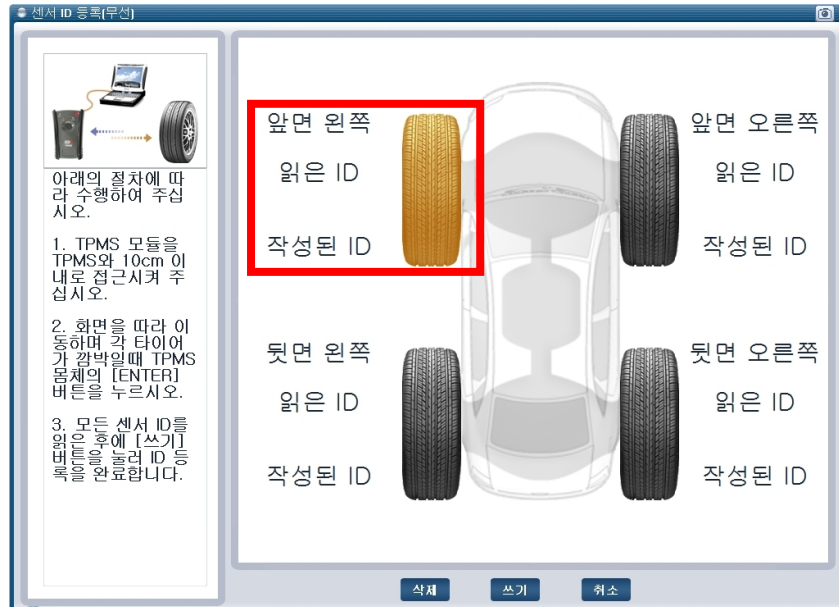 센서 ID 등록(무선)
아래의 절차에 따
라 수행하여 주십
시오.
1. TPMS 모듈을
TPMS와 10cm 이
내로 접근시켜 주
십시오.
2. 화면을 따라 이
동하며 각 타이어
가 깜박일때 TPMS
몸체의 [ENTER]
버튼을 누르시오.
3. 모든 센서 ID를
읽은 후에 [쓰기]
버튼을 눌러 ID 등
록을 완료합니다.
앞면 왼쪽
읽은 ID
작성된 ID
앞면 오른쪽
읽은 ID
작성된 ID
뒷면 왼쪽
읽은 ID
작성된 ID
뒷면 오른쪽
읽은 ID
작성된 ID
삭제
쓰기
취소